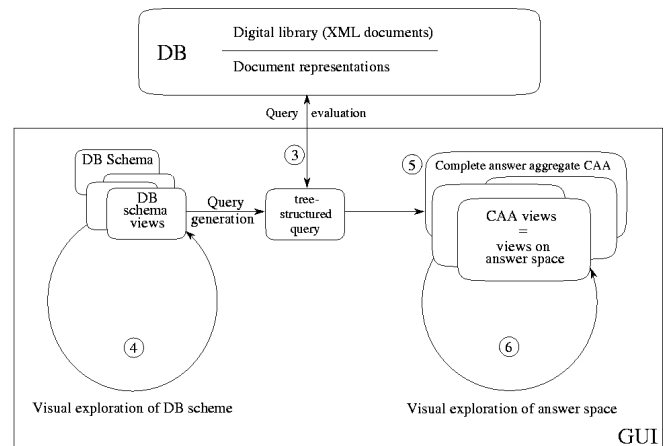 Digital library (XML documents)
DB
Document representations
Query evaluation
3
5
DB Schema
Complete answer aggregate CAA
DB
schema
views
Query
generation
tree-
structured
query
CAA views
=
views on
answer space
4
6
Visual exploration of DB scheme
Visual exploration of answer space
GUI